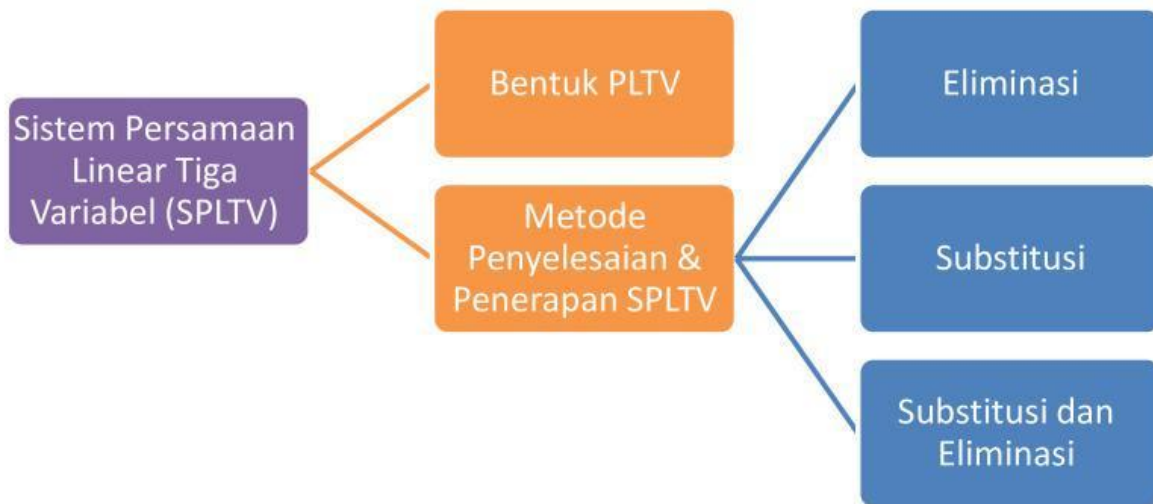 Sistem Persamaan
Linear Tiga
Variabel (SPLTV)
Bentuk PLTV
Metode
Penyelesaian &
Penerapan SPLTV
Eliminasi
Substitusi
Substitusi dan
Eliminasi